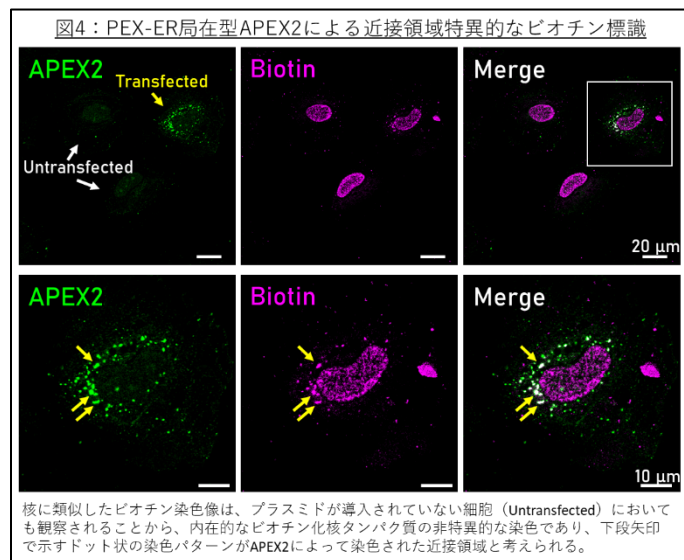 図4：PEX-ER局在型APEX2による近接領域特異的なビオチン標識
APEX2
Transfected
Untransfected
Biotin
Merge
20 μm
APEX2
Biotin
Merge
10 μm
核に類似したビオチン染色像は、プラスミドが導入されていない細胞（Untransfected）において
も観察されることから、内在的なビオチン化核タンパク質の非特異的な染色であり、下段矢印
で示すドット状の染色パターンがAPEX2によって染色された近接領域と考えられる。